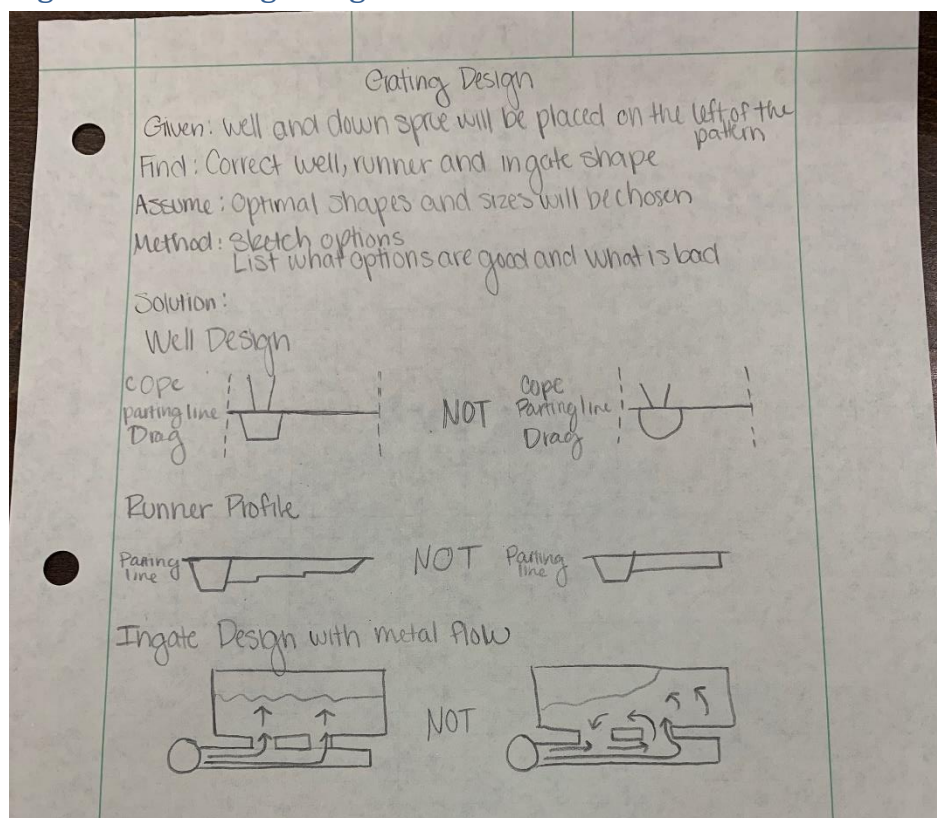 Gating Design
Given: well and down sprue will be placed on the left of the
pattern
Find: Correct well, runner and ingate shape
Assume: Optimal shapes and sizes will be chosen
Method: Sketch options
List what options are good and what is bad
Solution:
Well Design
Cope
parting line
Drag
NOT
Cope
Parting line
Drag
Runner Profile
Parting
line
NOT
Parting
line
Ingate Design with metal flow
NOT